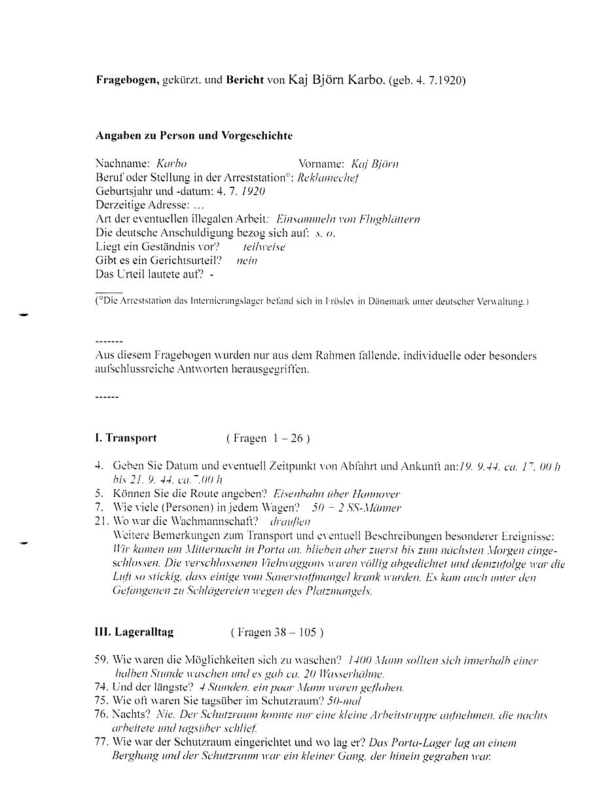 Fragebogen, gekürzt. und Bericht von Kaj Björn Karbo. (geb. 4. 7.1920)
Angaben zu Person und Vorgeschichte
Nachname: Karbo Vorname: Kaj Björn
Beruf oder Stellung in der Arreststation°: Reklamechef
Geburtsjahr und -datum: 4. 7. 1920
Derzeitige Adresse: …
Art der eventuellen illegalen Arbeit: Einsammeln von Flugblättern
Die deutsche Anschuldigung bezog sich auf: s. o.
Liegt ein Geständnis vor? teilweise
Gibt es ein Gerichtsurteil? nein
Das Urteil lautete auf? -
(°Die Arreststation das Internierungslager befand sich in Fröslev in Dänemark unter deutscher Verwaltung.)
-------
Aus diesem Fragebogen wurden nur aus dem Rahmen fallende, individuelle oder besonders
aufschlussreiche Antworten herausgegriffen.
------
I. Transport ( Fragen 1 – 26 )
4. Geben Sie Datum und eventuell Zeitpunkt von Abfahrt und Ankunft an:19. 9.44, ca. 17. 00 h
bis 21. 9. 44. ca.7.00 h
5. Können Sie die Route angeben? Eisenbahn über Hannover
7. Wie viele (Personen) in jedem Wagen? 50 – 2 SS-Männer
21. Wo war die Wachmannschaft? draußen
Weitere Bemerkungen zum Transport und eventuell Beschreibungen besonderer Ereignisse:
Wir kamen um Mitternacht in Porta an, blieben aber zuerst bis zum nächsten Morgen einge-
schlossen. Die verschlossenen Viehwaggons waren völlig abgedichtet und demzufolge war die
Luft so stickig, dass einige vom Sauerstoffmangel krank wurden. Es kam auch unter den
Gefangenen zu Schlägereien wegen des Platzmangels.
III. Lageralltag ( Fragen 38 – 105 )
59. Wie waren die Möglichkeiten sich zu waschen? 1400 Mann sollten sich innerhalb einer
halben Stunde waschen und es gab ca. 20 Wasserhähne.
74. Und der längste? 4 Stunden, ein paar Mann waren geflohen.
75. Wie oft waren Sie tagsüber im Schutzraum? 50-mal
76. Nachts? Nie. Der Schutzraum konnte nur eine kleine Arbeitstruppe aufnehmen, die nachts
arbeitete und tagsüber schlief.
77. Wie war der Schutzraum eingerichtet und wo lag er? Das Porta-Lager lag an einem
Berghang und der Schutzraum war ein kleiner Gang, der hinein gegraben war.